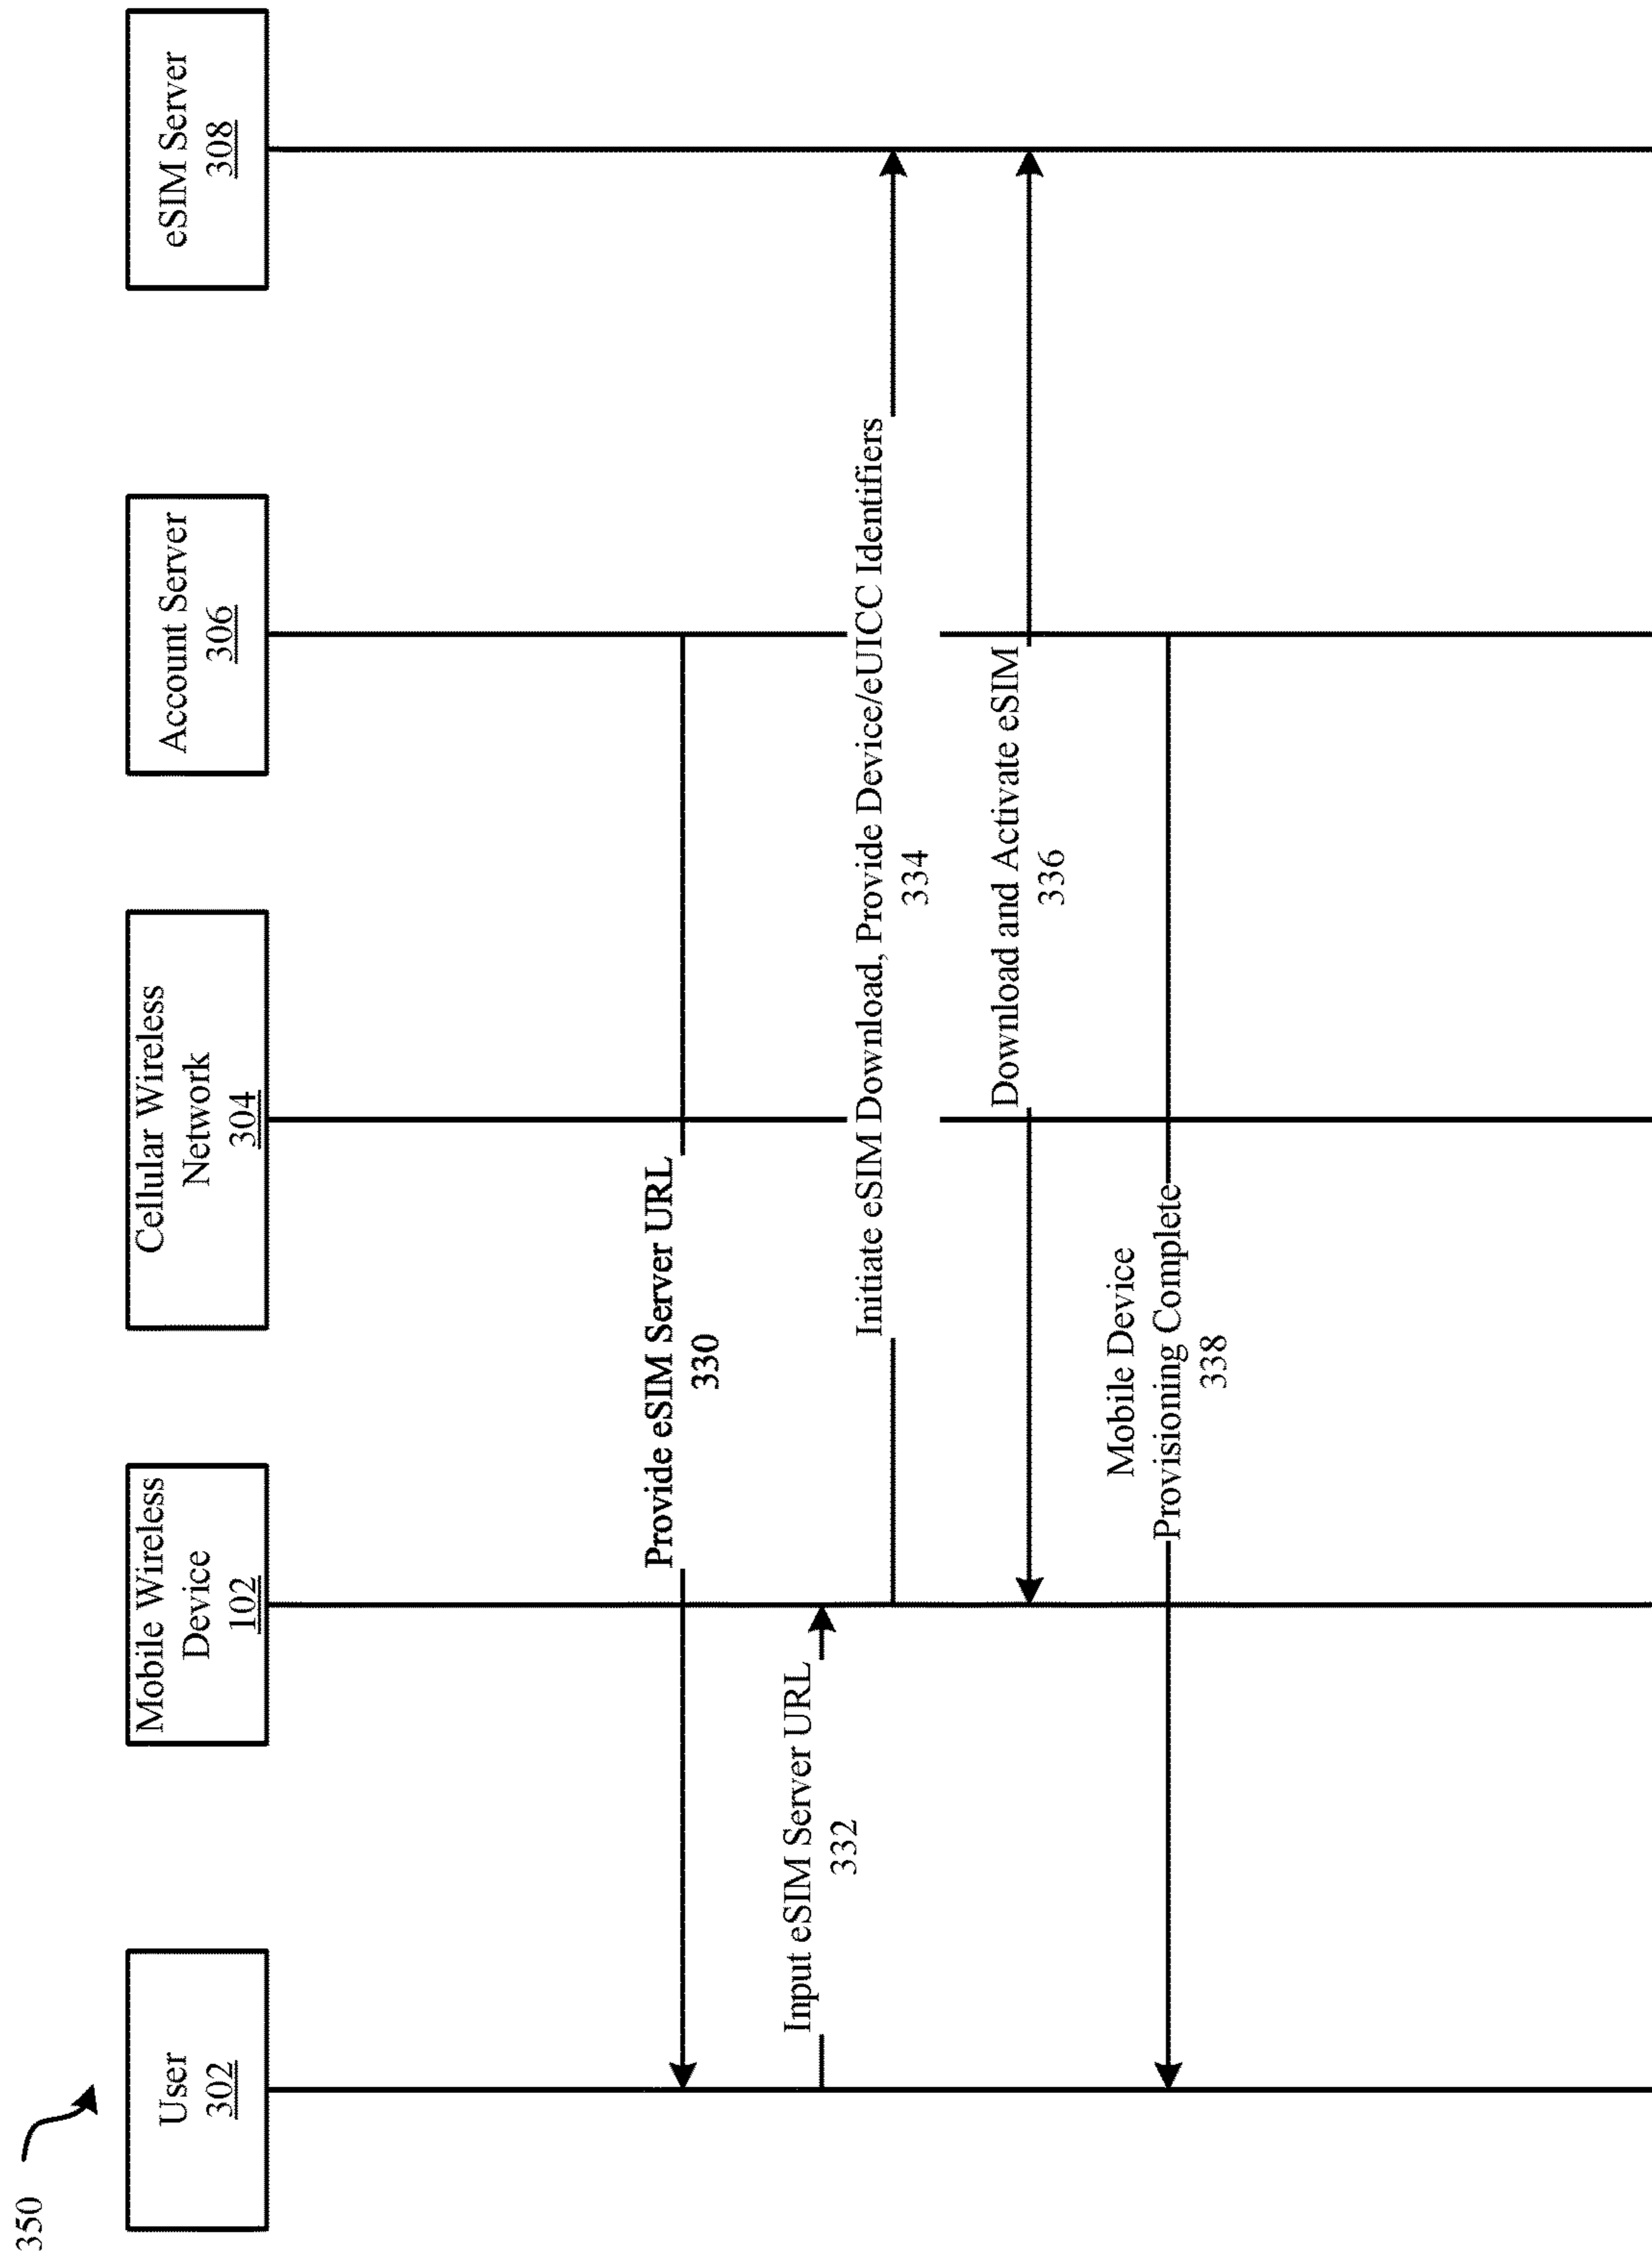 350
User
302
Mobile Wireless
Device
102
Cellular Wireless
Network
304
Account Server
306
eSIM Server
308
Provide eSIM Server URL
330
Input eSIM Server URL
332
Initiate eSIM Download, Provide Device/eUICC Identifiers
334
Download and Activate eSIM
336
Mobile Device
Provisioning Complete
338